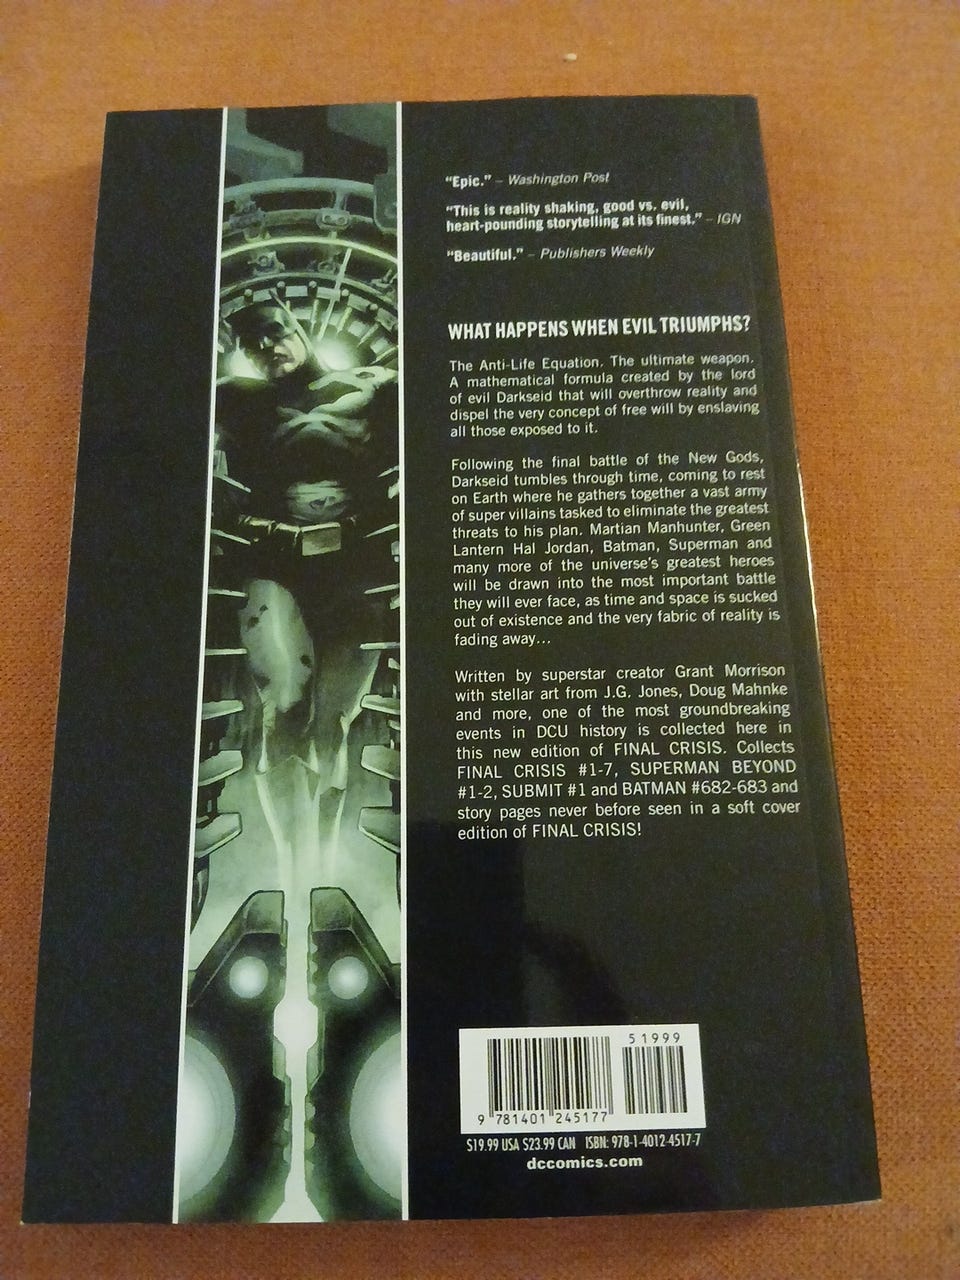 "Epic." – Washington Post
"This is reality shaking, good vs. evil,
heart-pounding storytelling at its finest." – IGN
"Beautiful." – Publishers Weekly
WHAT HAPPENS WHEN EVIL TRIUMPHS?
The Anti-Life Equation. The ultimate weapon.
A mathematical formula created by the lord
of evil Darkseid that will overthrow reality and
dispel the very concept of free will by enslaving
all those exposed to it.
Following the final battle of the New Gods,
Darkseid tumbles through time, coming to rest
on Earth where he gathers together a vast army
of super villains tasked to eliminate the greatest
threats to his plan. Martian Manhunter, Green
Lantern Hal Jordan, Batman, Superman and
many more of the universe's greatest heroes
will be drawn into the most important battle
they will ever face, as time and space is sucked
out of existence and the very fabric of reality is
fading away...
Written by superstar creator Grant Morrison
with stellar art from J.G. Jones, Doug Mahnke
and more, one of the most groundbreaking
events in DCU history is collected here in
this new edition of FINAL CRISIS. Collects
FINAL CRISIS #1-7, SUPERMAN BEYOND
#1-2, SUBMIT #1 and BATMAN #682-683 and
story pages never before seen in a soft cover
edition of FINAL CRISIS!
51999
9 781401 245177
$19.99 USA $23.99 CAN ISBN: 978-1-4012-4517-7
dccomics.com